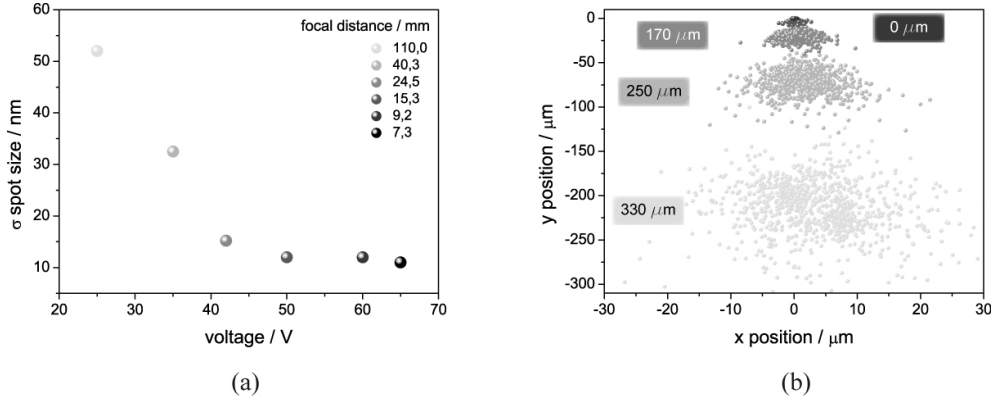 60
50
40
30
20
10
20
30
40
50
60
70
σ spot size / nm
voltage / V
focal distance / mm
110,0
40,3
24,5
15,3
9,2
7,3
(a)
0
-50
-100
-150
-200
-250
-300
-30
-20
-10
0
10
20
30
y position / μm
x position / μm
170 μm
0 μm
250 μm
330 μm
(b)